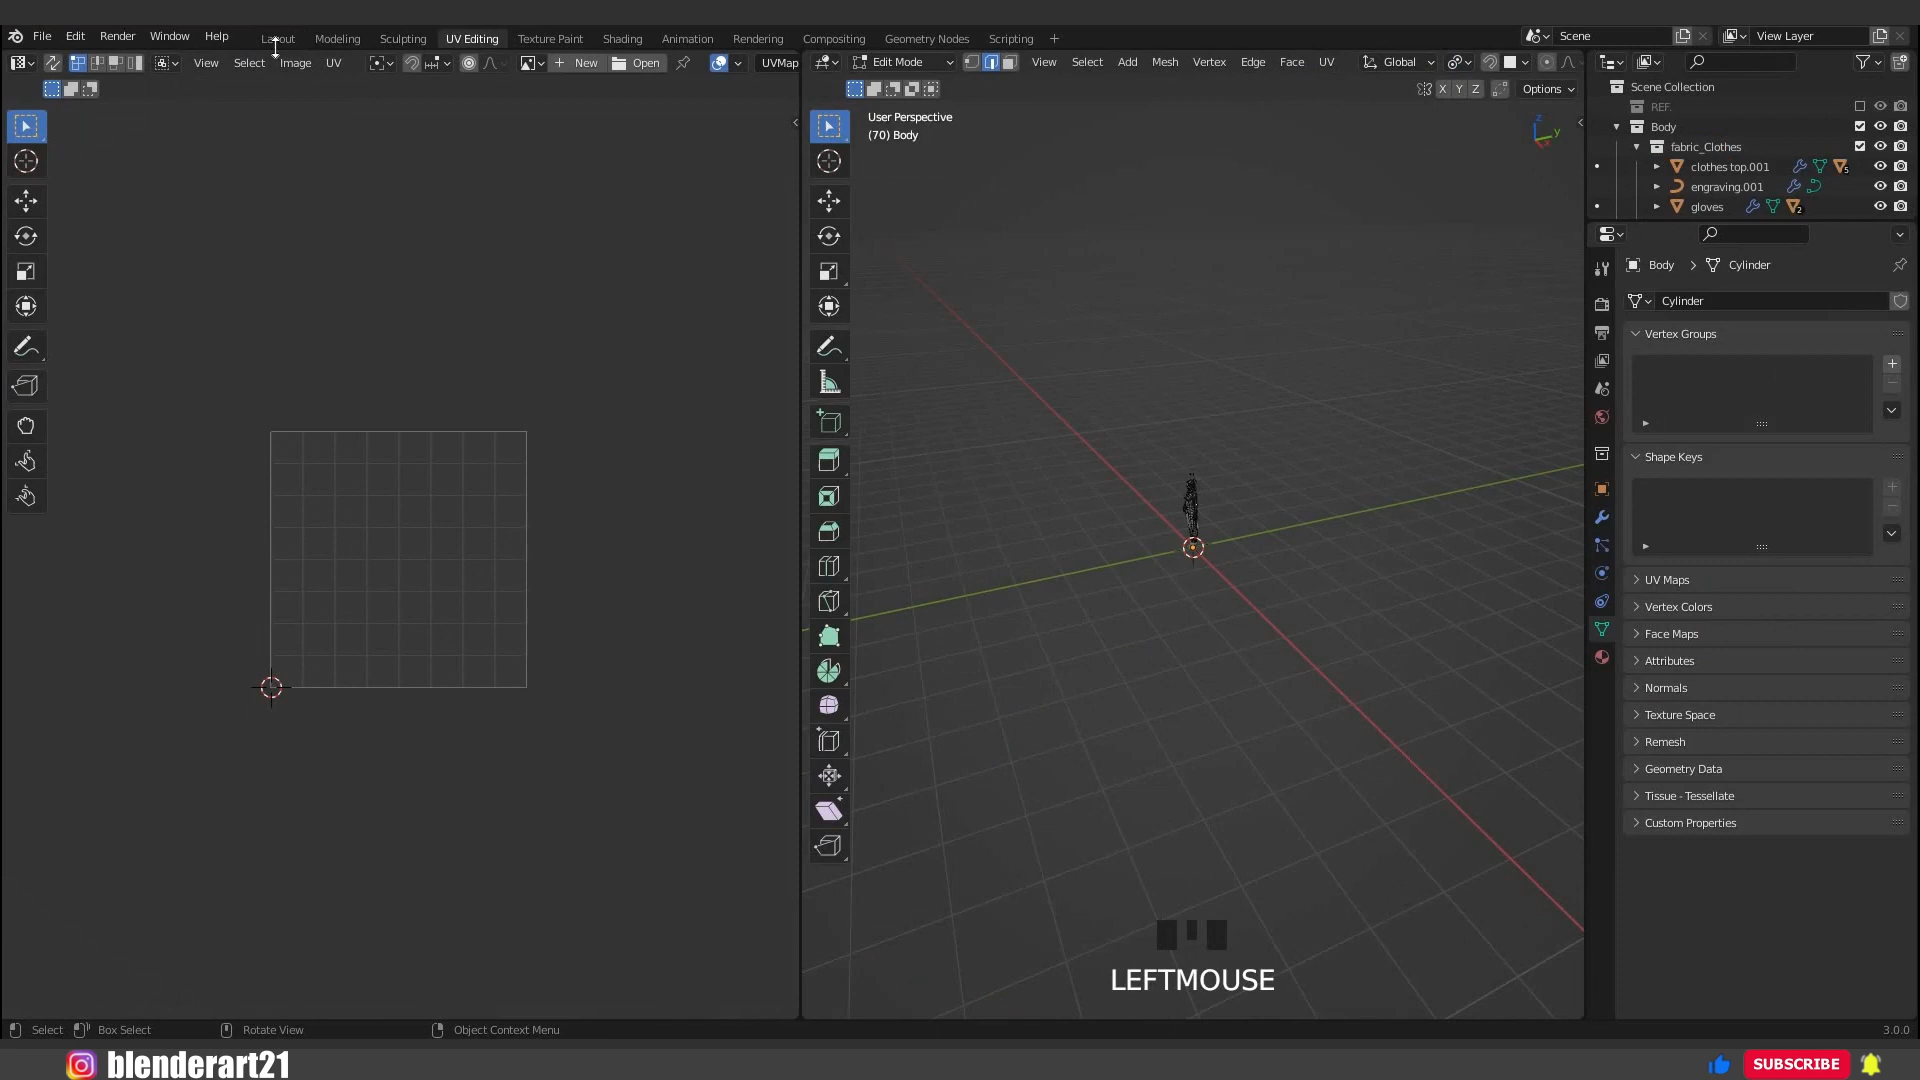 File Edit Render Window Help Layout Modeling Sculpting UV Editing Texture Paint Shading Animation Rendering Compositing Geometry Nodes Scripting + Scene View Layer
View Select Image UV New Open UVMap Edit Mode View Select Add Mesh Vertex Edge Face UV Global
X Y Z Options
Scene Collection
REF.
Body
fabric_Clothes
clothes top.001 5
engraving.001
gloves 2
User Perspective
(70) Body
z
y
Body > Cylinder
Cylinder
Vertex Groups
Shape Keys
UV Maps
Vertex Colors
Face Maps
Attributes
Normals
Texture Space
Remesh
Geometry Data
Tissue - Tessellate
Custom Properties
LEFTMOUSE
Select Box Select Rotate View Object Context Menu 3.0.0
blenderart21 SUBSCRIBE